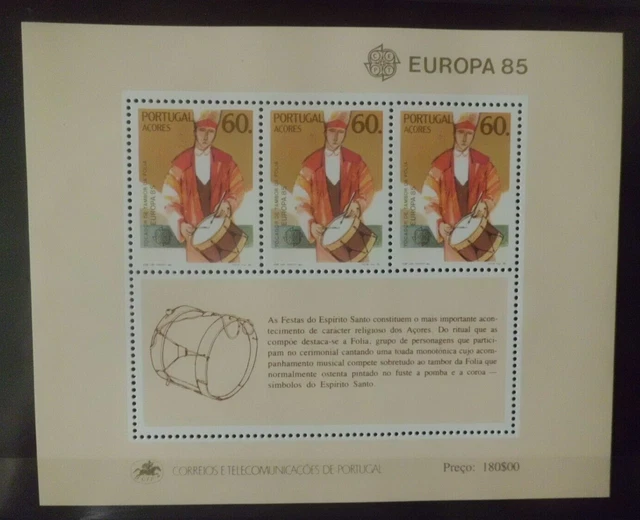 EUROPA 85
PORTUGAL
AÇORES
60.
PORTUGAL
AÇORES
60.
PORTUGAL
AÇORES
60.
As Festas do Espírito Santo constituem o mais importante acon-
tecimento de caracter religioso dos Açores. Do ritual que as
compõe destaca-se a Folia, grupo de personagens que partici-
pam no cerimonial cantando uma toada monotónica cujo acom-
panhamento musical compete sobretudo ao tambor da Folia que
normalmente ostenta pintado no fuste a pomba e a coroa —
símbolos do Espírito Santo.
CORREIOS E TELECOMUNICAÇÕES DE PORTUGAL
Preço: 180$00